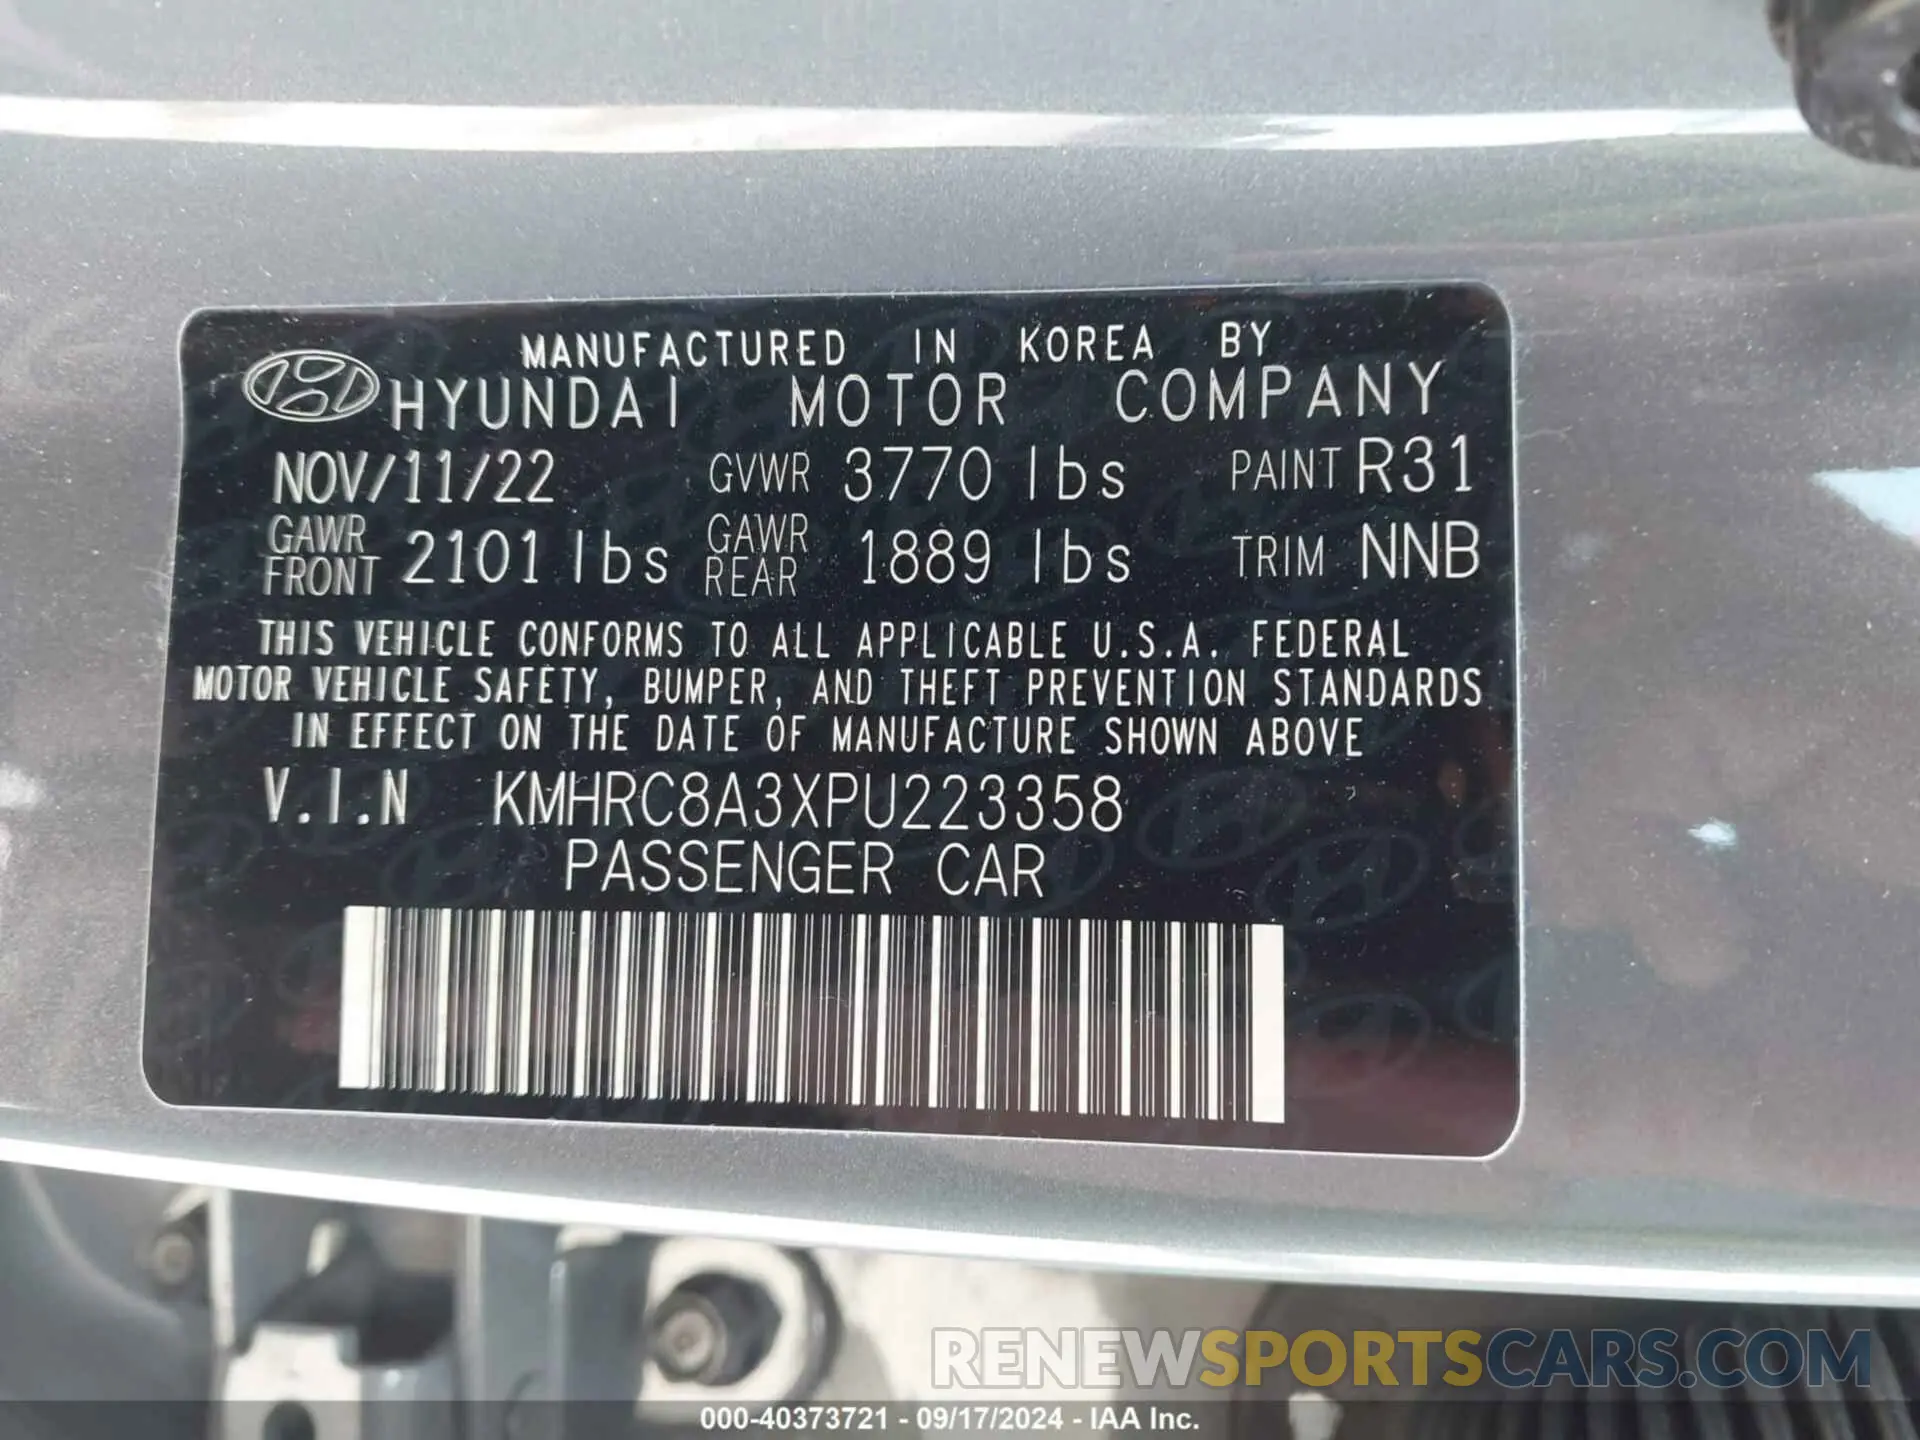 MANUFACTURED IN KOREA BY
HYUNDAI MOTOR COMPANY
NOV/11/22 GVWR 3770 lbs PAINT R31
GAWR FRONT 2101 lbs GAWR REAR 1889 lbs TRIM NNB
THIS VEHICLE CONFORMS TO ALL APPLICABLE U.S.A. FEDERAL
MOTOR VEHICLE SAFETY, BUMPER, AND THEFT PREVENTION STANDARDS
IN EFFECT ON THE DATE OF MANUFACTURE SHOWN ABOVE
V.I.N KMHRC8A3XPU223358
PASSENGER CAR
RENEWSPORTSCARS.COM
000-40373721 - 09/17/2024 - IAA Inc.